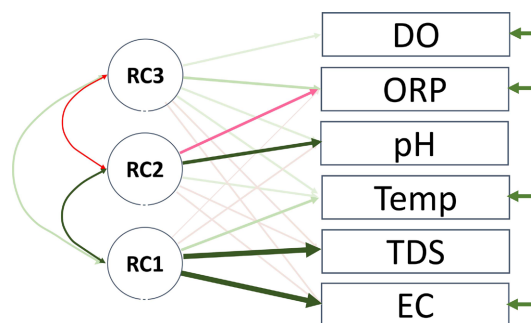 DO
RC3
ORP
pH
RC2
Temp
TDS
RC1
EC